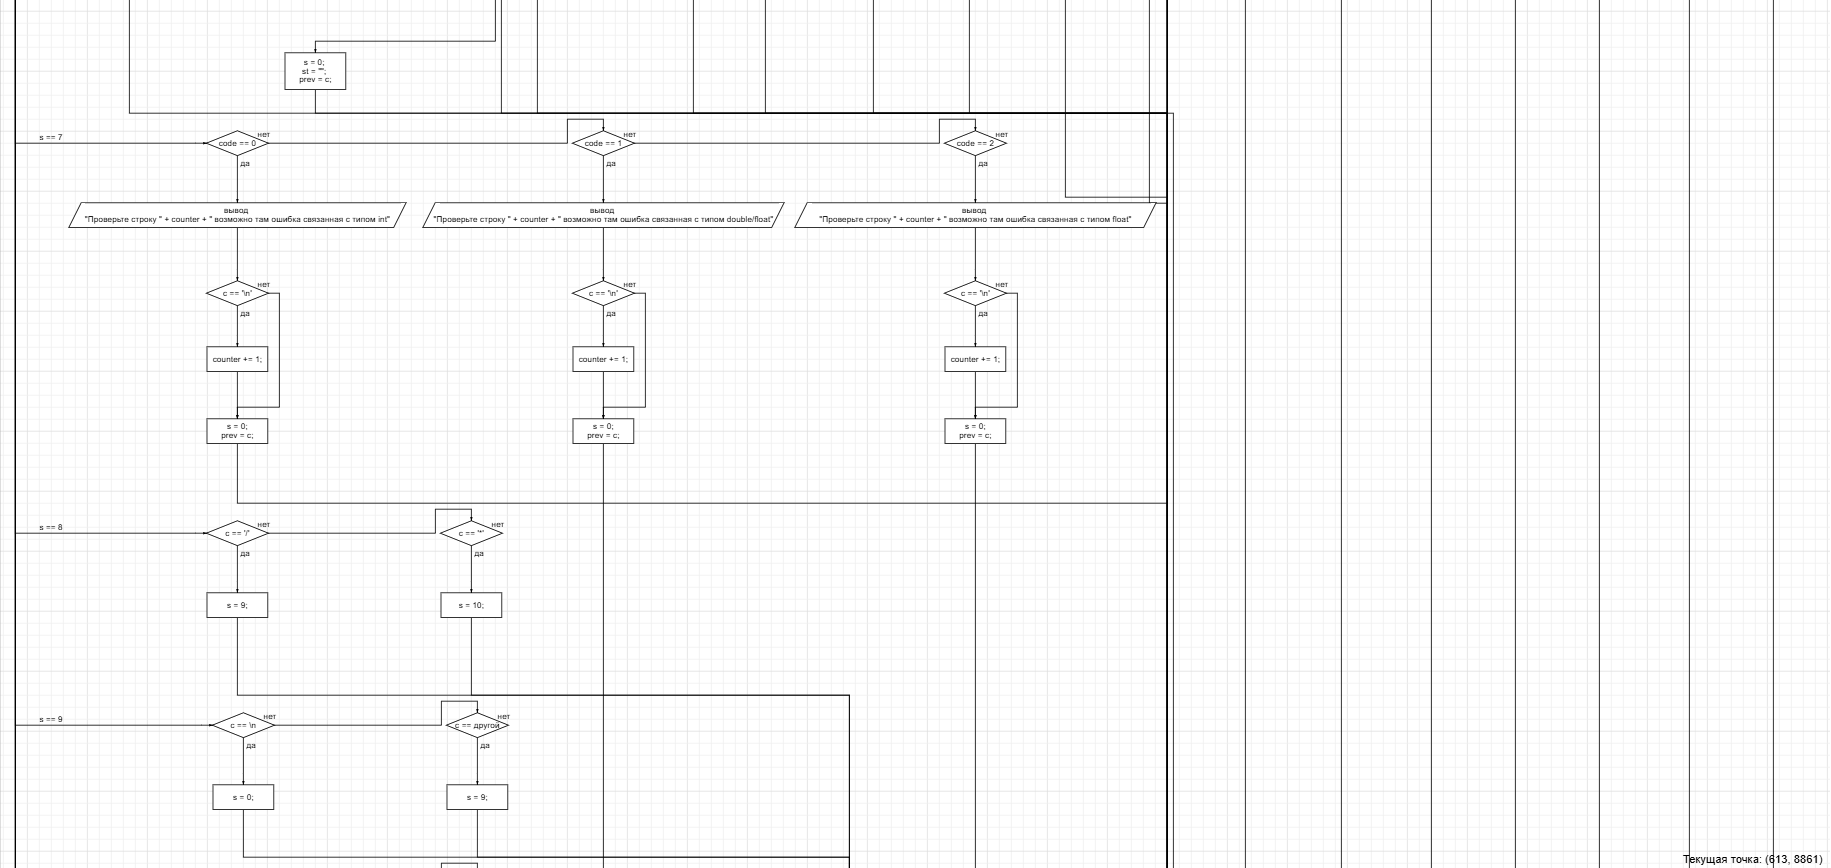 s = 0;
st = "";
prev = c;
s == 7
code == 0
нет
да
code == 1
нет
да
code == 2
нет
да
вывод
"Проверьте строку " + counter + " возможно там ошибка связанная с типом int"
вывод
"Проверьте строку " + counter + " возможно там ошибка связанная с типом double/float"
вывод
"Проверьте строку " + counter + " возможно там ошибка связанная с типом float"
c == '\n'
нет
да
c == '\n'
нет
да
c == '\n'
нет
да
counter += 1;
counter += 1;
counter += 1;
s = 0;
prev = c;
s = 0;
prev = c;
s = 0;
prev = c;
s == 8
c == '/'
нет
да
c == '*'
нет
да
s = 9;
s = 10;
s == 9
c == \n
нет
да
c == другой
нет
да
s = 0;
s = 9;
Текущая точка: (613, 8861)